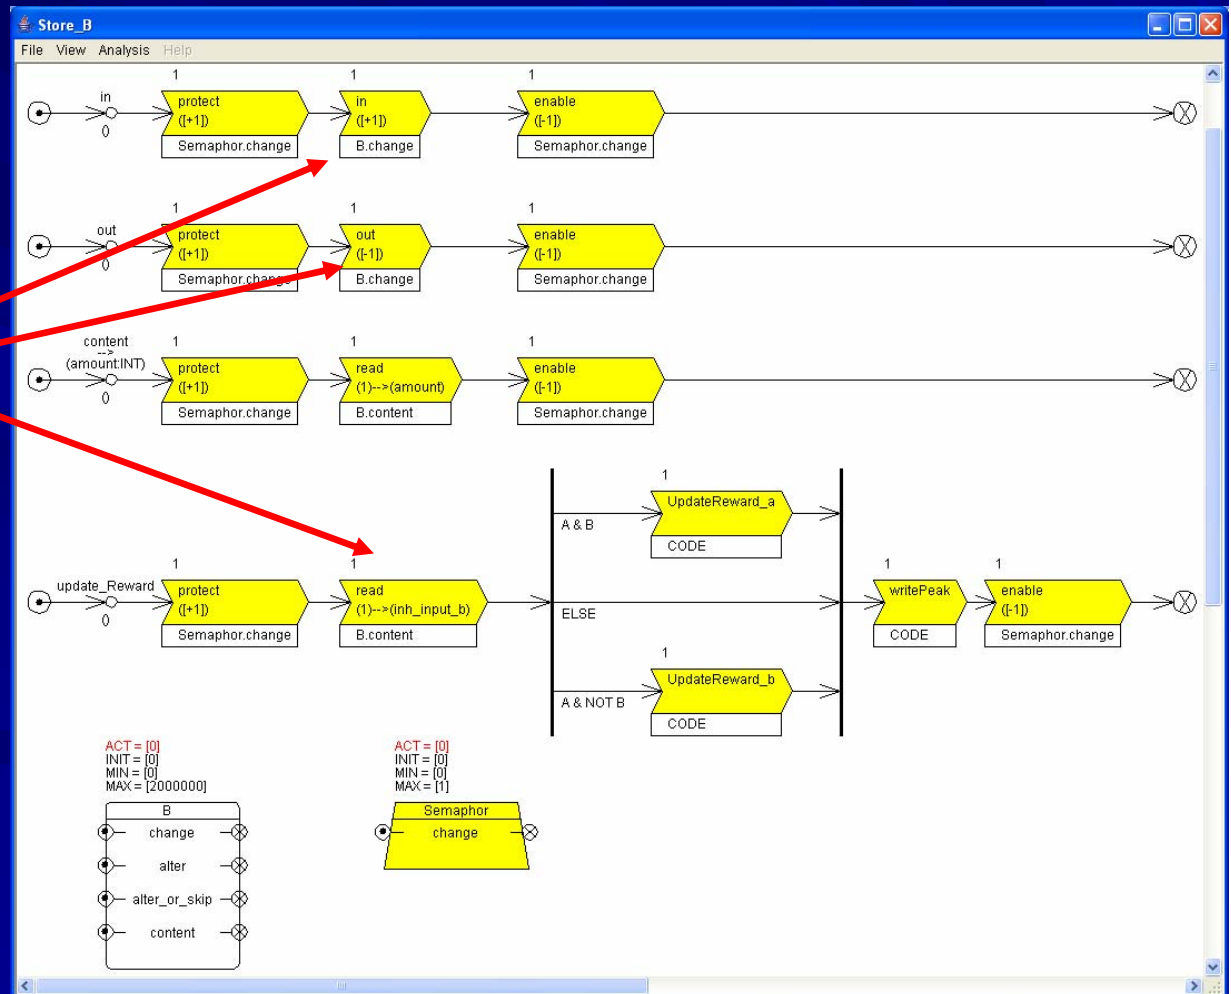 Store_B
File View Analysis Help
1 1 1
in
0
protect
([+1])
Semaphor.change
in
([+1])
B.change
enable
([-1])
Semaphor.change
1 1 1
out
0
protect
([+1])
Semaphor.change
out
([-1])
B.change
enable
([-1])
Semaphor.change
content
-->
(amount:INT)
0
1 1 1
protect
([+1])
Semaphor.change
read
(1)-->(amount)
B.content
enable
([-1])
Semaphor.change
update_Reward
0
1
protect
([+1])
Semaphor.change
1
read
(1)-->(inh_input_b)
B.content
A & B
1
UpdateReward_a
CODE
ELSE
A & NOT B
1
UpdateReward_b
CODE
1
writePeak
CODE
1
enable
([-1])
Semaphor.change
ACT = [0]
INIT = [0]
MIN = [0]
MAX = [2000000]
B
change
alter
alter_or_skip
content
ACT = [0]
INIT = [0]
MIN = [0]
MAX = [1]
Semaphor
change